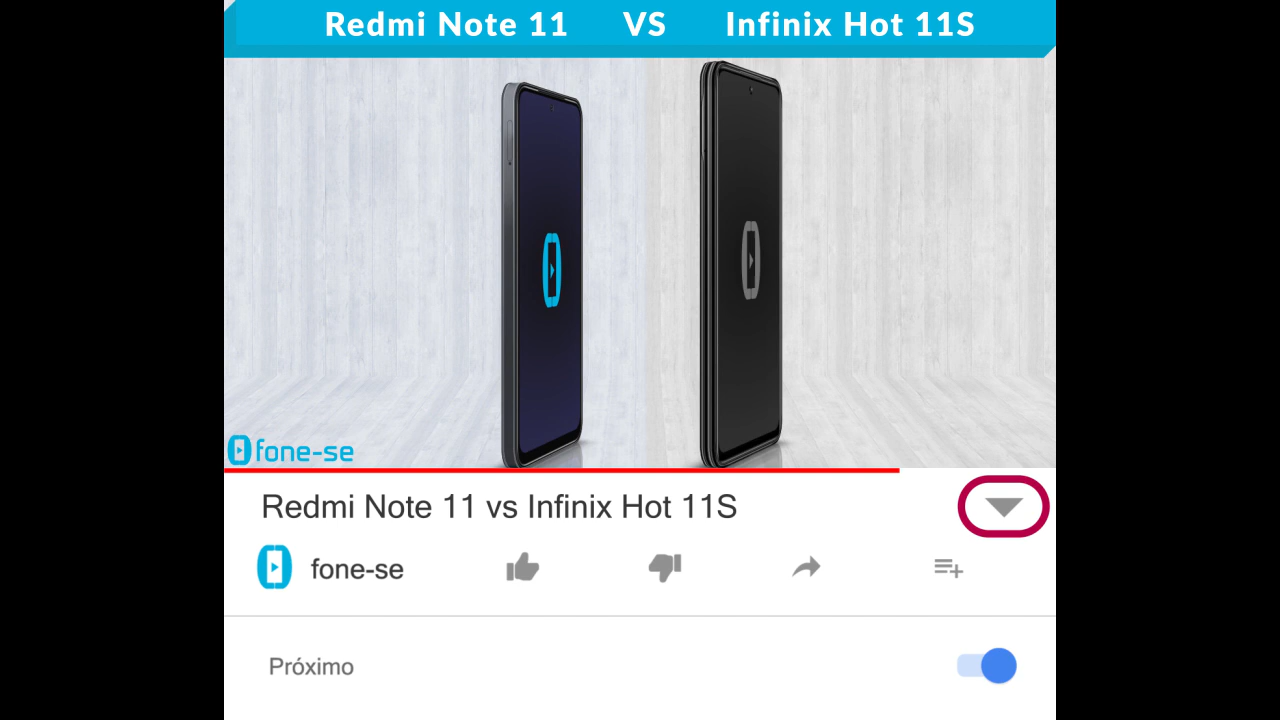 Redmi Note 11 VS Infinix Hot 11S
fone-se
Redmi Note 11 vs Infinix Hot 11S
fone-se
Próximo